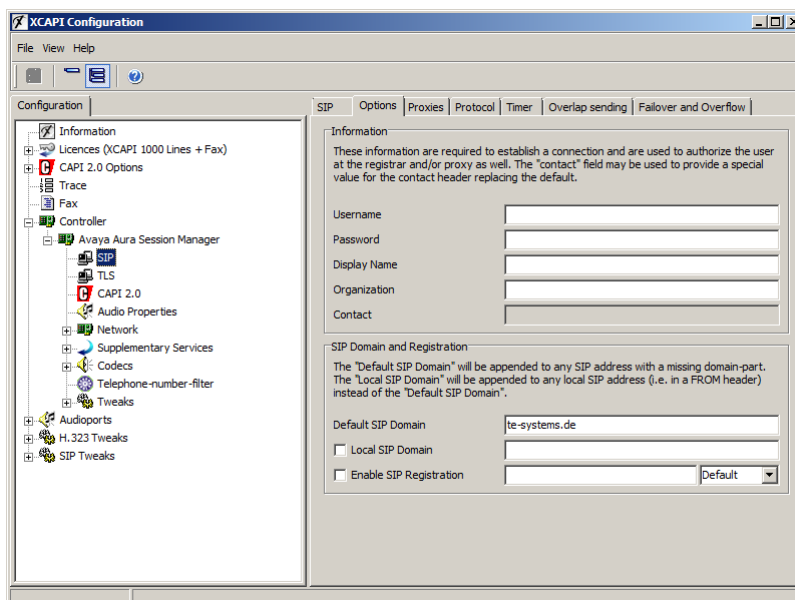 XCAPI Configuration
File View Help
Configuration
Information
Licences (XCAPI 1000 Lines + Fax)
CAPI 2.0 Options
Trace
Fax
Controller
Avaya Aura Session Manager
SIP
TLS
CAPI 2.0
Audio Properties
Network
Supplementary Services
Codecs
Telephone-number-filter
Tweaks
Audioports
H.323 Tweaks
SIP Tweaks
SIP Options Proxies Protocol Timer Overlap sending Failover and Overflow
Information
These information are required to establish a connection and are used to authorize the user
at the registrar and/or proxy as well. The "contact" field may be used to provide a special
value for the contact header replacing the default.
Username
Password
Display Name
Organization
Contact
SIP Domain and Registration
The "Default SIP Domain" will be appended to any SIP address with a missing domain-part.
The "Local SIP Domain" will be appended to any local SIP address (i.e. in a FROM header)
instead of the "Default SIP Domain".
Default SIP Domain te-systems.de
Local SIP Domain
Enable SIP Registration Default